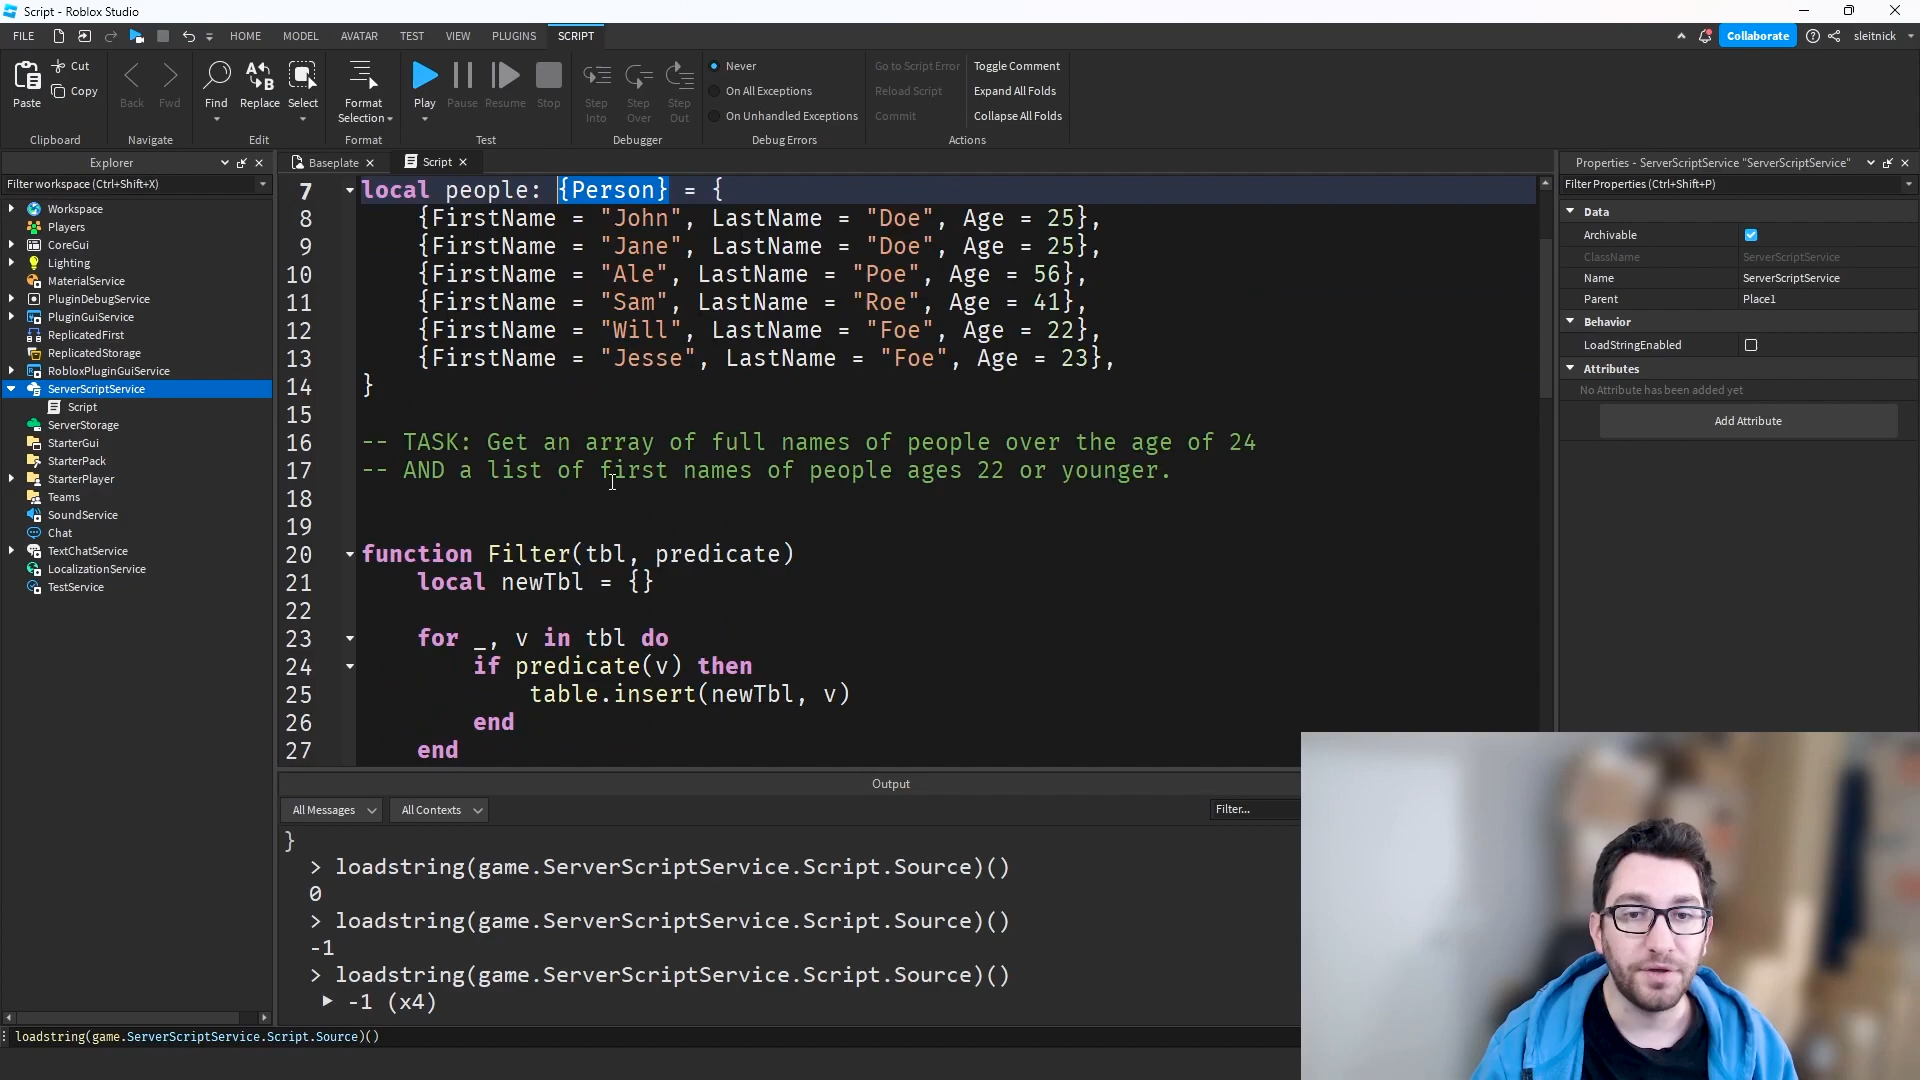 Script - Roblox Studio
FILE HOME MODEL AVATAR TEST VIEW PLUGINS SCRIPT Collaborate sleitnick
Cut
Copy
Paste
Clipboard
Back Fwd
Navigate
Find Replace Select
Edit
Format
Selection
Format
Play Pause Resume Stop
Test
Step Into
Step Over
Step Out
Debugger
Never
On All Exceptions
On Unhandled Exceptions
Debug Errors
Go to Script Error
Reload Script
Commit
Toggle Comment
Expand All Folds
Collapse All Folds
Actions
Explorer
Filter workspace (Ctrl+Shift+X)
Workspace
Players
CoreGui
Lighting
MaterialService
PluginDebugService
PluginGuiService
ReplicatedFirst
ReplicatedStorage
RobloxPluginGuiService
ServerScriptService
Script
ServerStorage
StarterGui
StarterPack
StarterPlayer
Teams
SoundService
Chat
TextChatService
LocalizationService
TestService
Baseplate Script
7 local people: {Person} = {
8 {FirstName = "John", LastName = "Doe", Age = 25},
9 {FirstName = "Jane", LastName = "Doe", Age = 25},
10 {FirstName = "Ale", LastName = "Poe", Age = 56},
11 {FirstName = "Sam", LastName = "Roe", Age = 41},
12 {FirstName = "Will", LastName = "Foe", Age = 22},
13 {FirstName = "Jesse", LastName = "Foe", Age = 23},
14 }
15
16 -- TASK: Get an array of full names of people over the age of 24
17 -- AND a list of first names of people ages 22 or younger.
18
19
20 function Filter(tbl, predicate)
21 local newTbl = {}
22
23 for _, v in tbl do
24 if predicate(v) then
25 table.insert(newTbl, v)
26 end
27 end
Output
All Messages All Contexts Filter...
}
> loadstring(game.ServerScriptService.Script.Source)()
0
> loadstring(game.ServerScriptService.Script.Source)()
-1
> loadstring(game.ServerScriptService.Script.Source)()
-1 (x4)
loadstring(game.ServerScriptService.Script.Source)()
Properties - ServerScriptService "ServerScriptService"
Filter Properties (Ctrl+Shift+P)
Data
Archivable
ClassName ServerScriptService
Name ServerScriptService
Parent Place1
Behavior
LoadStringEnabled
Attributes
No Attribute has been added yet
Add Attribute